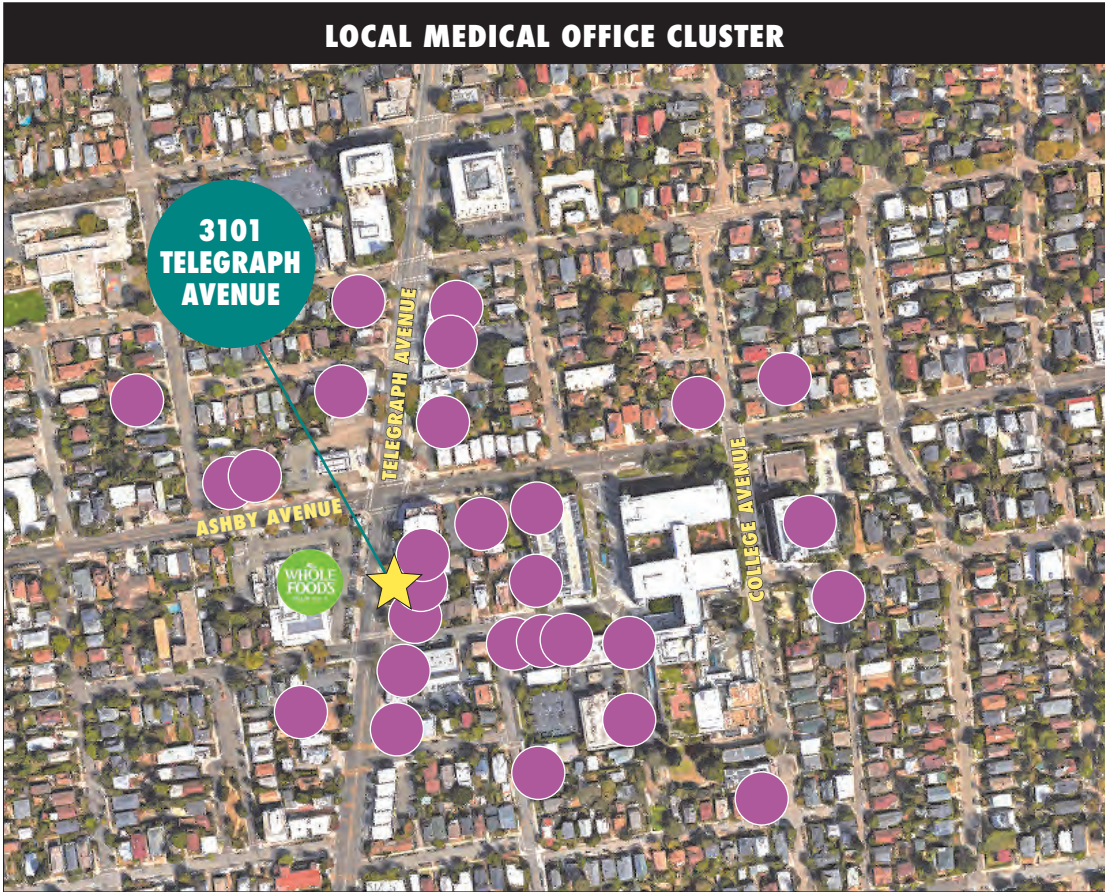 LOCAL MEDICAL OFFICE CLUSTER
3101
TELEGRAPH
AVENUE
TELEGRAPH AVENUE
COLLEGE AVENUE
ASHBY AVENUE
WHOLE
FOODS